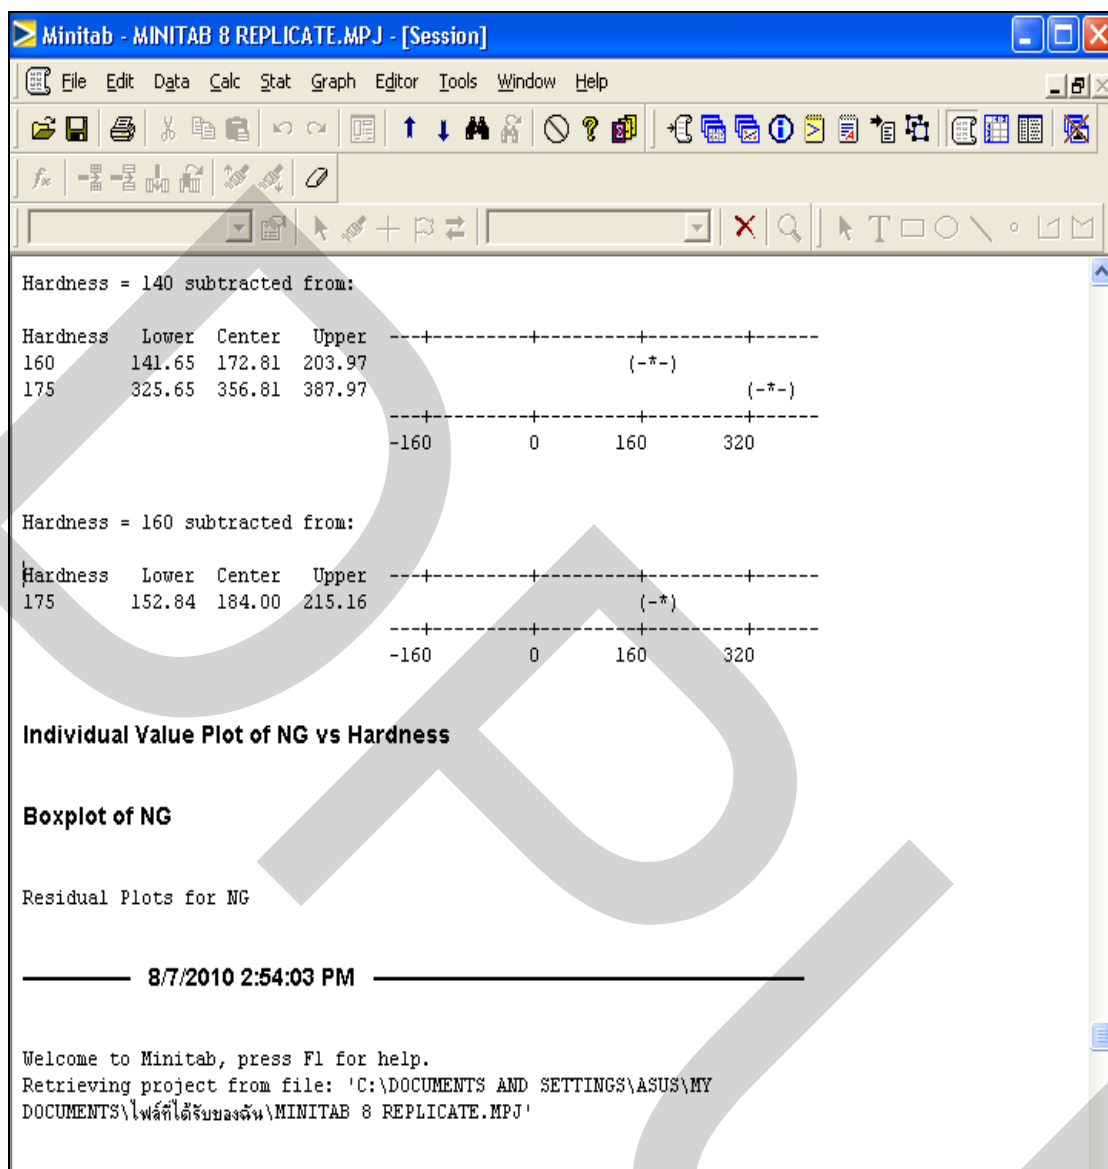 Minitab - MINITAB 8 REPLICATE.MPJ - [Session]
File Edit Data Calc Stat Graph Editor Tools Window Help
Hardness = 140 subtracted from:
Hardness Lower Center Upper ---+---------+---------+---------+------
160 141.65 172.81 203.97 (-*-)
175 325.65 356.81 387.97 (-*-)
---+---------+---------+---------+------
-160 0 160 320
Hardness = 160 subtracted from:
Hardness Lower Center Upper ---+---------+---------+---------+------
175 152.84 184.00 215.16 (-*)
---+---------+---------+---------+------
-160 0 160 320
Individual Value Plot of NG vs Hardness
Boxplot of NG
Residual Plots for NG
8/7/2010 2:54:03 PM
Welcome to Minitab, press F1 for help.
Retrieving project from file: 'C:\DOCUMENTS AND SETTINGS\ASUS\MY
DOCUMENTS\ไฟล์ที่ได้รับของฉัน\MINITAB 8 REPLICATE.MPJ'